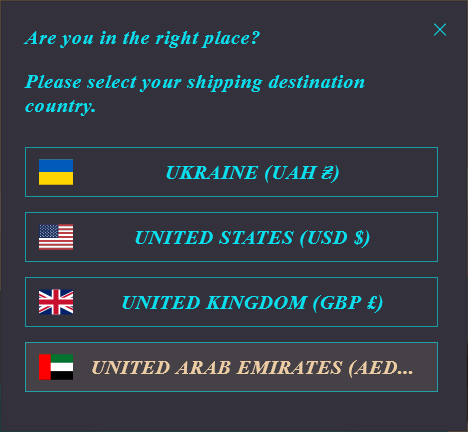 Are you in the right place?
Please select your shipping destination
country.
UKRAINE (UAH ₴)
UNITED STATES (USD $)
UNITED KINGDOM (GBP £)
UNITED ARAB EMIRATES (AED...